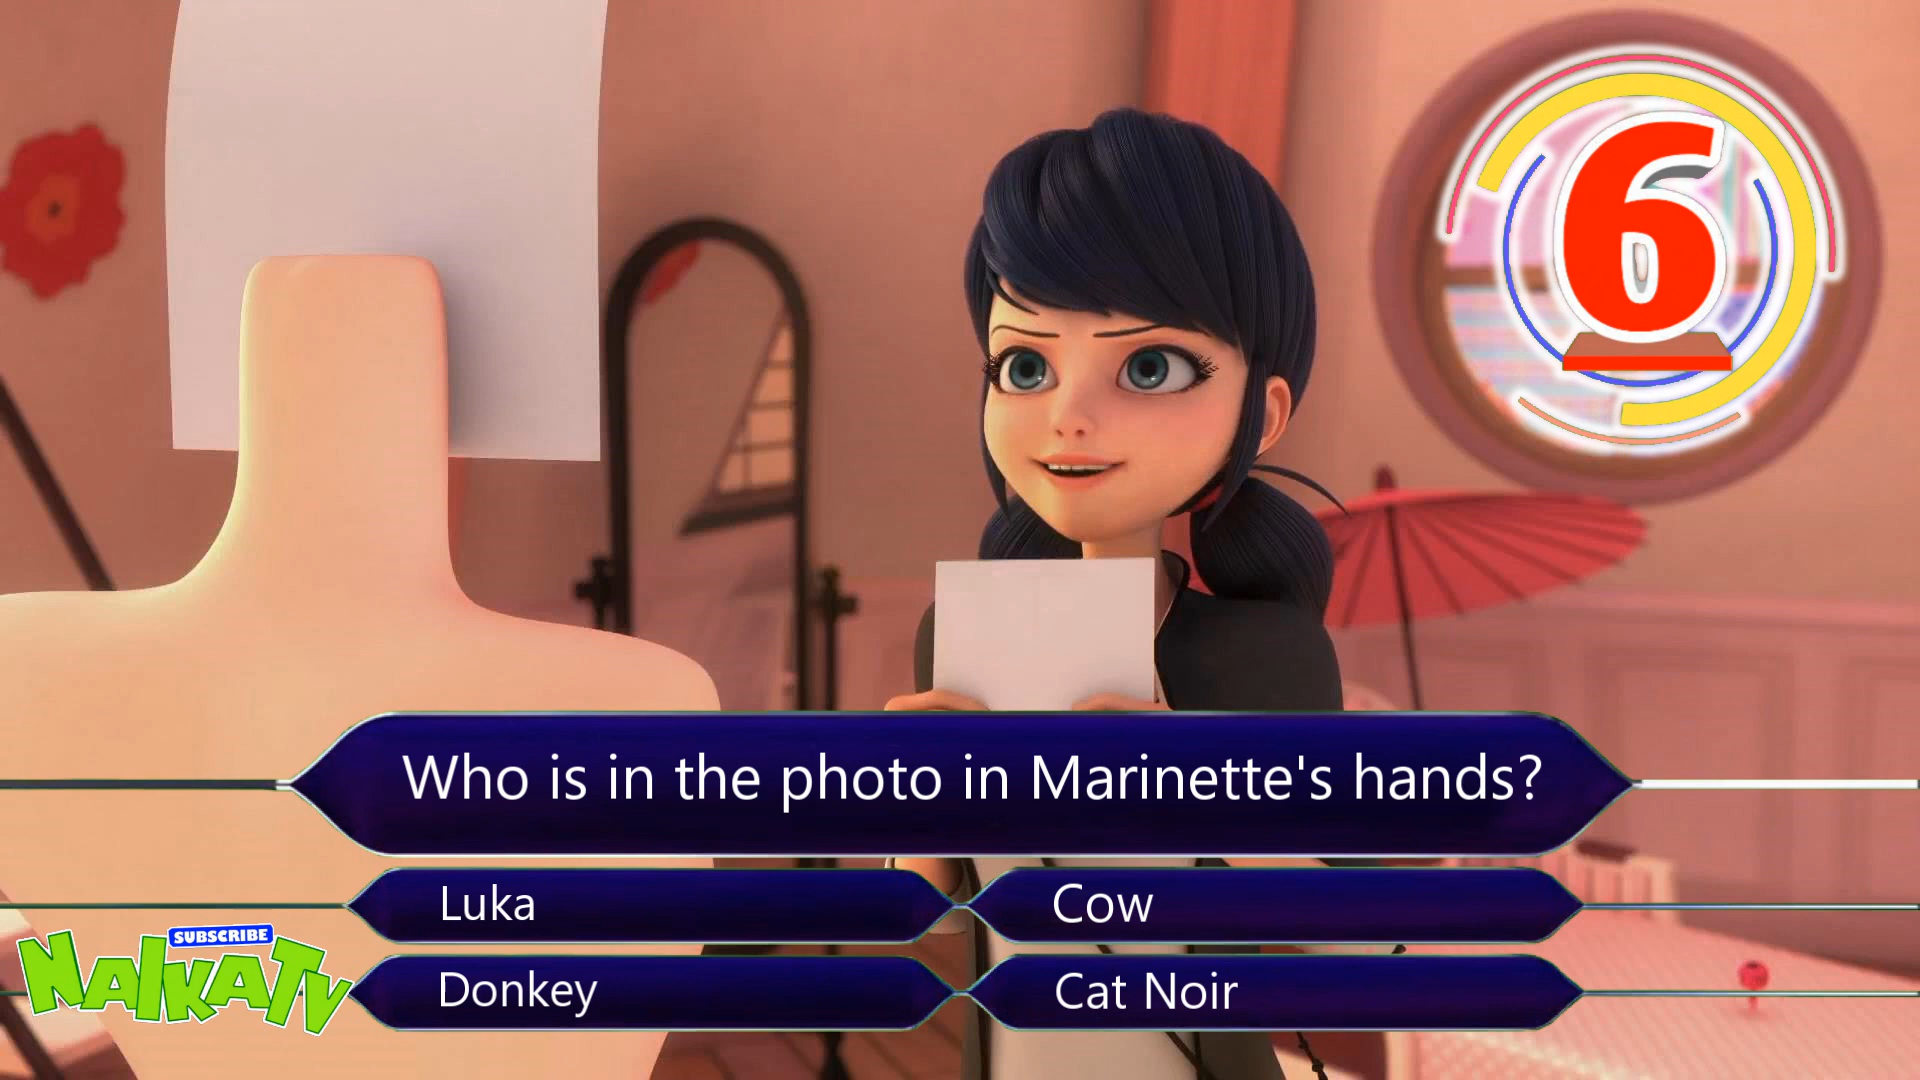 6
Who is in the photo in Marinette's hands?
Luka
Cow
Donkey
Cat Noir
SUBSCRIBE
NAIKATV